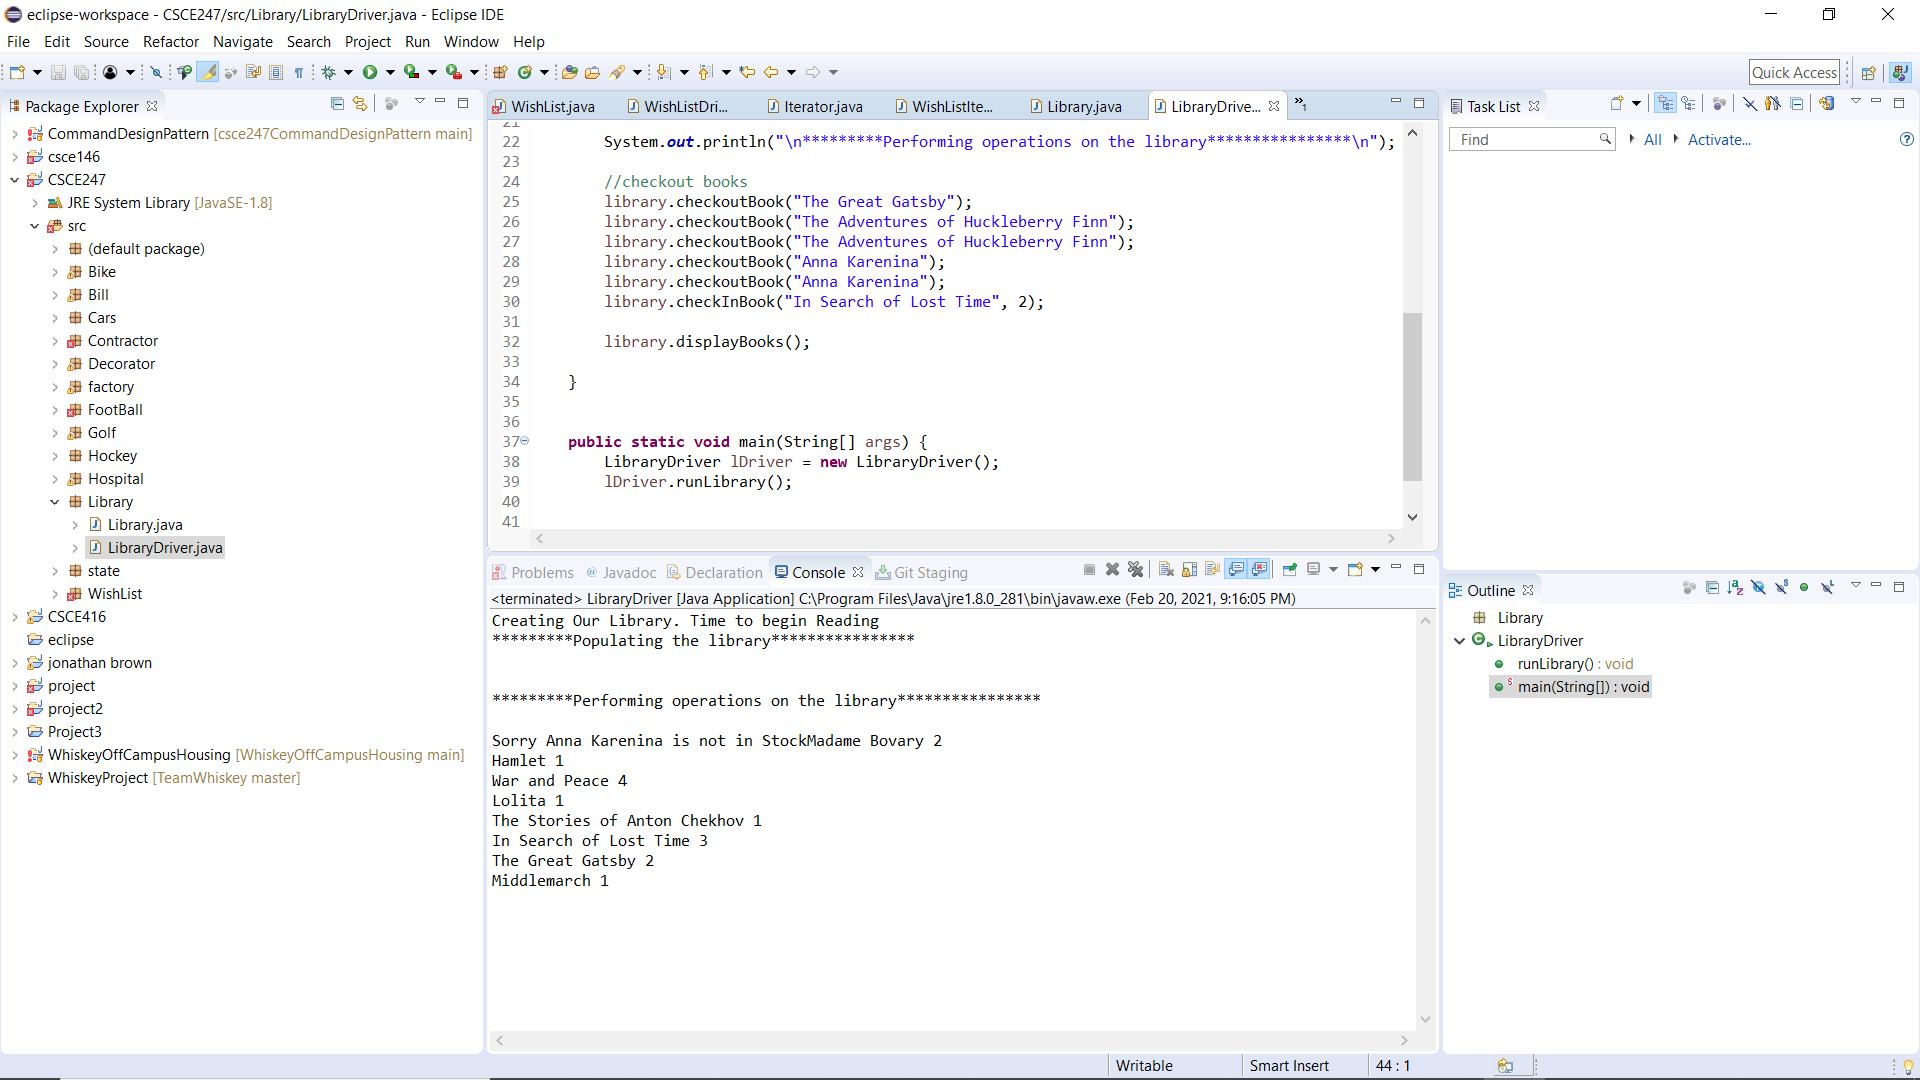 eclipse-workspace - CSCE247/src/Library/LibraryDriver.java - Eclipse IDE
File Edit Source Refactor Navigate Search Project Run Window Help
Quick Access
Package Explorer
CommandDesignPattern [csce247CommandDesignPattern main]
csce146
CSCE247
JRE System Library [JavaSE-1.8]
src
(default package)
Bike
Bill
Cars
Contractor
Decorator
factory
FootBall
Golf
Hockey
Hospital
Library
Library.java
LibraryDriver.java
state
WishList
CSCE416
eclipse
jonathan brown
project
project2
Project3
WhiskeyOffCampusHousing [WhiskeyOffCampusHousing main]
WhiskeyProject [TeamWhiskey master]
WishList.java WishListDri... Iterator.java WishListIte... Library.java LibraryDrive... »1
21
22 System.out.println("\n*********Performing operations on the library****************\n");
23
24 //checkout books
25 library.checkoutBook("The Great Gatsby");
26 library.checkoutBook("The Adventures of Huckleberry Finn");
27 library.checkoutBook("The Adventures of Huckleberry Finn");
28 library.checkoutBook("Anna Karenina");
29 library.checkoutBook("Anna Karenina");
30 library.checkInBook("In Search of Lost Time", 2);
31
32 library.displayBooks();
33
34 }
35
36
37 public static void main(String[] args) {
38 LibraryDriver lDriver = new LibraryDriver();
39 lDriver.runLibrary();
40
41
Problems @ Javadoc Declaration Console Git Staging
<terminated> LibraryDriver [Java Application] C:\Program Files\Java\jre1.8.0_281\bin\javaw.exe (Feb 20, 2021, 9:16:05 PM)
Creating Our Library. Time to begin Reading
*********Populating the library****************
*********Performing operations on the library****************
Sorry Anna Karenina is not in StockMadame Bovary 2
Hamlet 1
War and Peace 4
Lolita 1
The Stories of Anton Chekhov 1
In Search of Lost Time 3
The Great Gatsby 2
Middlemarch 1
Task List
Find All Activate...
Outline
Library
LibraryDriver
runLibrary() : void
main(String[]) : void
Writable Smart Insert 44 : 1